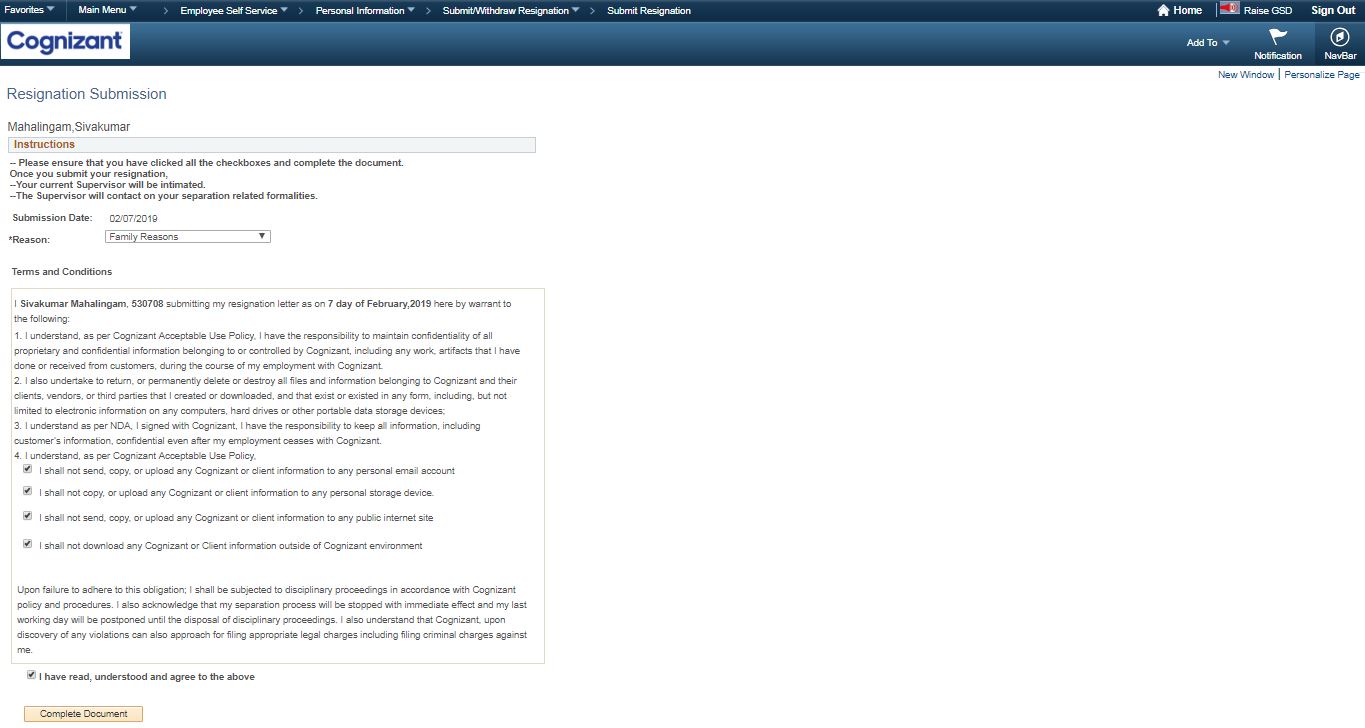 Favorites Main Menu > Employee Self Service > Personal Information > Submit/Withdraw Resignation > Submit Resignation Home Raise GSD Sign Out
Cognizant
Add To Notification NavBar
New Window | Personalize Page
Resignation Submission
Mahalingam,Sivakumar
Instructions
-- Please ensure that you have clicked all the checkboxes and complete the document.
Once you submit your resignation,
--Your current Supervisor will be intimated.
--The Supervisor will contact on your separation related formalities.
Submission Date: 02/07/2019
*Reason: Family Reasons
Terms and Conditions
I Sivakumar Mahalingam, 530708 submitting my resignation letter as on 7 day of February,2019 here by warrant to
the following:
1. I understand, as per Cognizant Acceptable Use Policy, I have the responsibility to maintain confidentiality of all
proprietary and confidential information belonging to or controlled by Cognizant, including any work, artifacts that I have
done or received from customers, during the course of my employment with Cognizant.
2. I also undertake to return, or permanently delete or destroy all files and information belonging to Cognizant and their
clients, vendors, or third parties that I created or downloaded, and that exist or existed in any form, including, but not
limited to electronic information on any computers, hard drives or other portable data storage devices;
3. I understand as per NDA, I signed with Cognizant, I have the responsibility to keep all information, including
customer's information, confidential even after my employment ceases with Cognizant.
4. I understand, as per Cognizant Acceptable Use Policy,
I shall not send, copy, or upload any Cognizant or client information to any personal email account
I shall not copy, or upload any Cognizant or client information to any personal storage device.
I shall not send, copy, or upload any Cognizant or client information to any public internet site
I shall not download any Cognizant or Client information outside of Cognizant environment
Upon failure to adhere to this obligation; I shall be subjected to disciplinary proceedings in accordance with Cognizant
policy and procedures. I also acknowledge that my separation process will be stopped with immediate effect and my last
working day will be postponed until the disposal of disciplinary proceedings. I also understand that Cognizant, upon
discovery of any violations can also approach for filing appropriate legal charges including filing criminal charges against
me.
I have read, understood and agree to the above
Complete Document